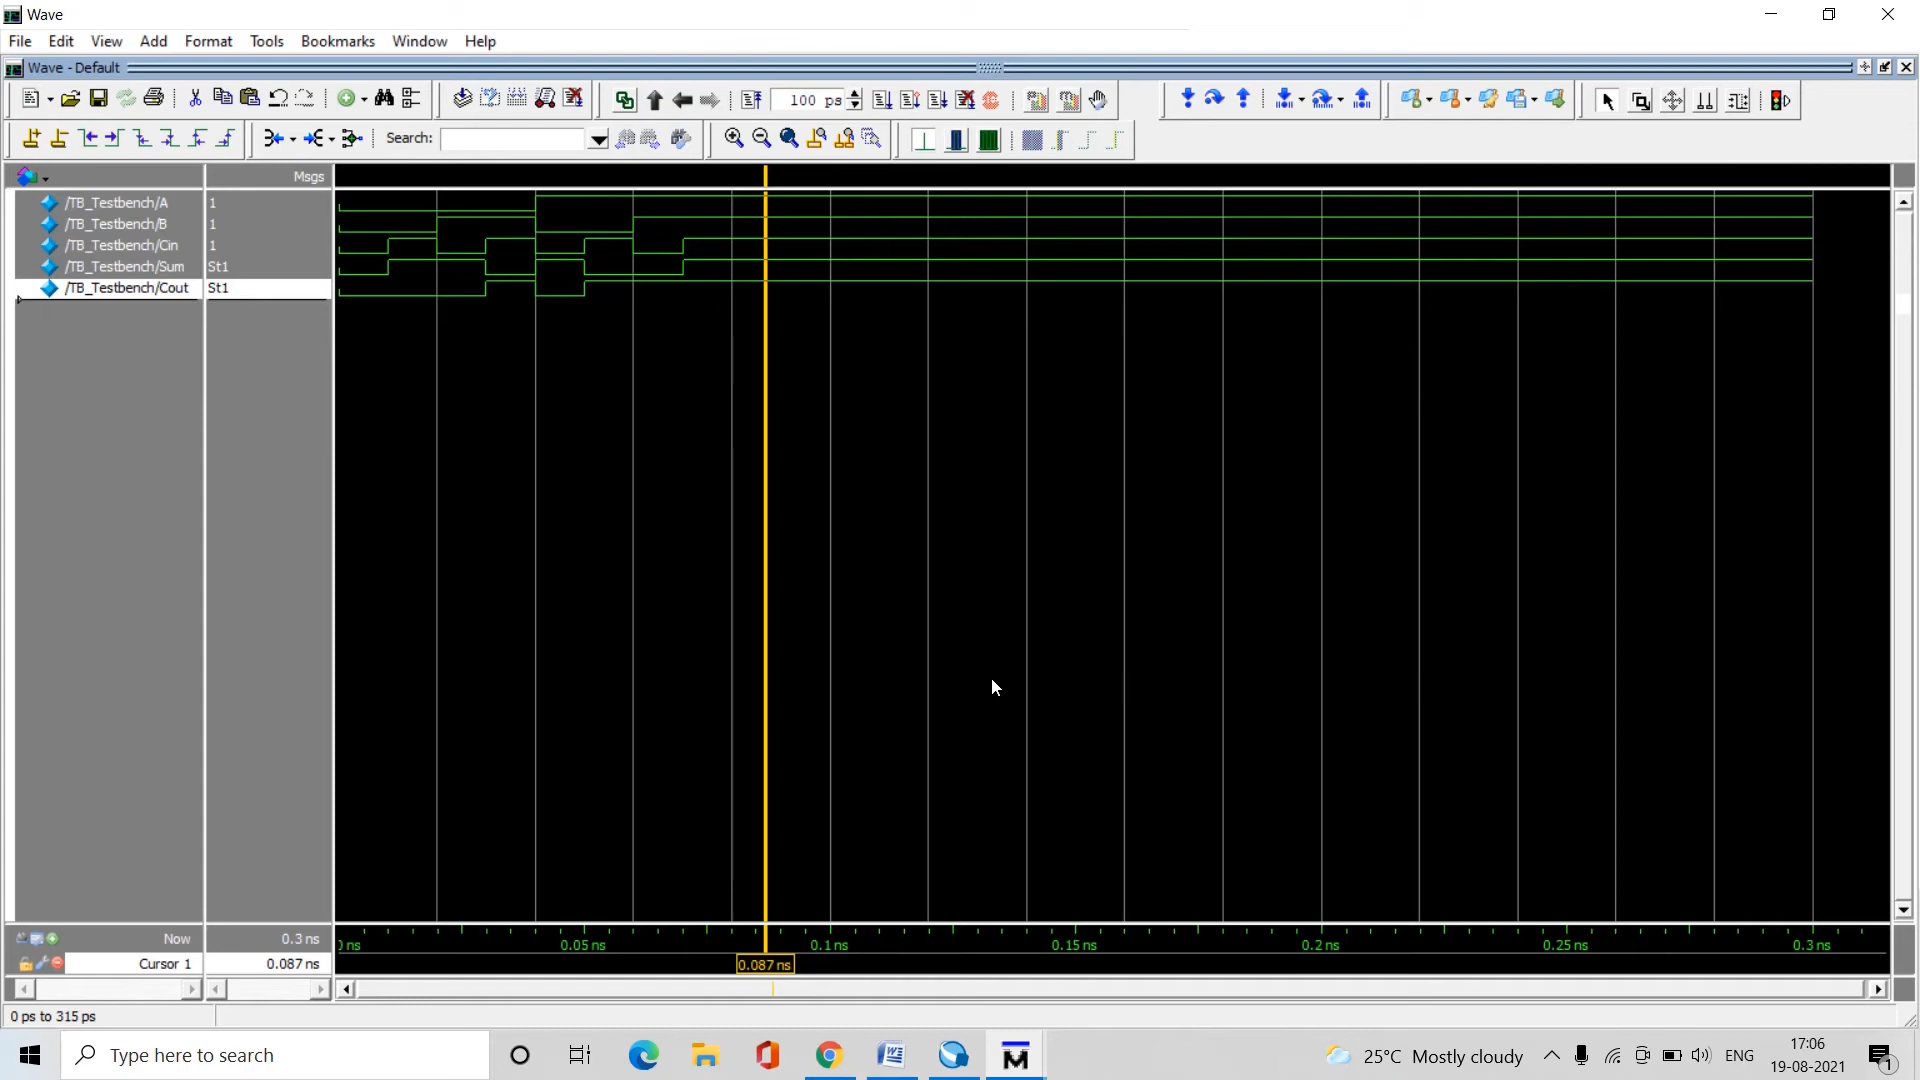 Wave
File Edit View Add Format Tools Bookmarks Window Help
Wave - Default
100 ps
Search:
Msgs
/TB_Testbench/A 1
/TB_Testbench/B 1
/TB_Testbench/Cin 1
/TB_Testbench/Sum St1
/TB_Testbench/Cout St1
Now 0.3 ns
ns 0.05 ns 0.1 ns 0.15 ns 0.2 ns 0.25 ns 0.3 ns
Cursor 1 0.087 ns 0.087 ns
0 ps to 315 ps
Type here to search
25°C Mostly cloudy ENG
17:06
19-08-2021
1